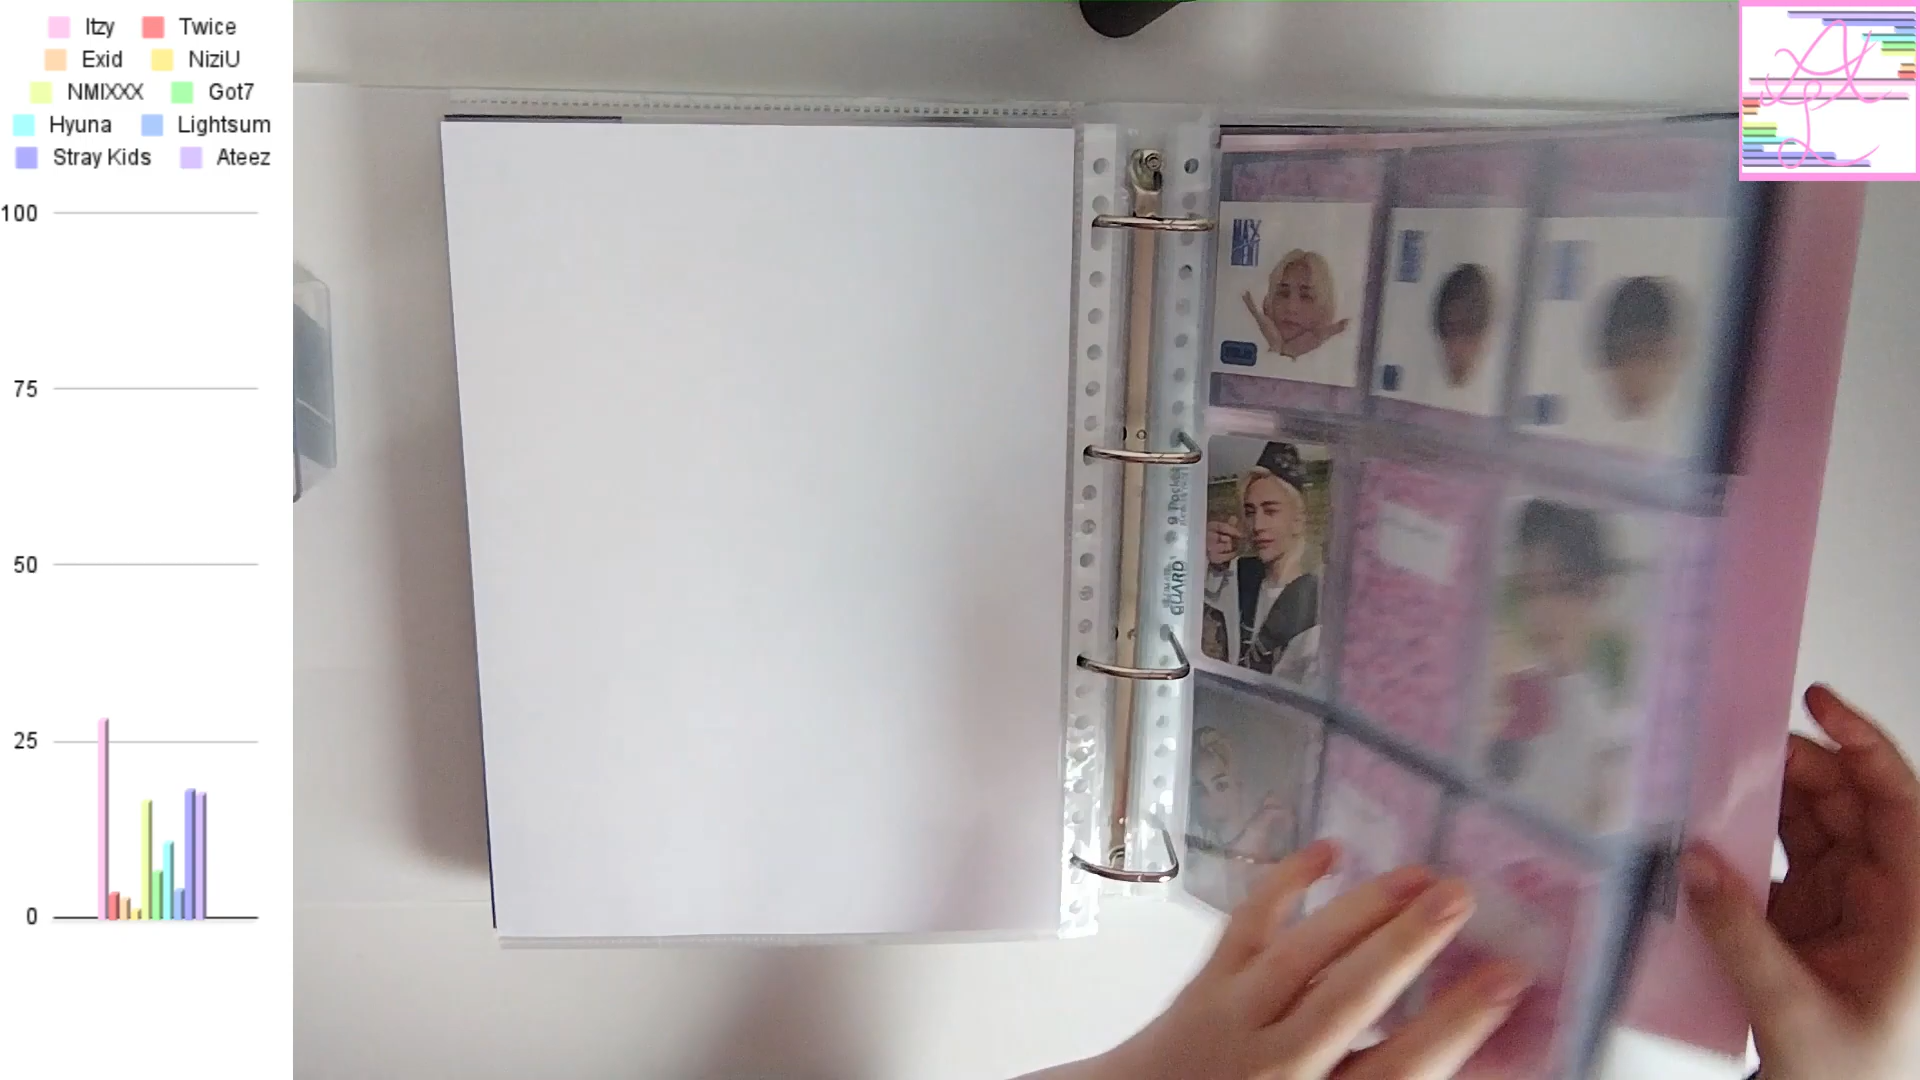 Itzy Twice
Exid NiziU
NMIXXX Got7
Hyuna Lightsum
Stray Kids Ateez
100
75
50
25
0
9 Pocket
GUARD